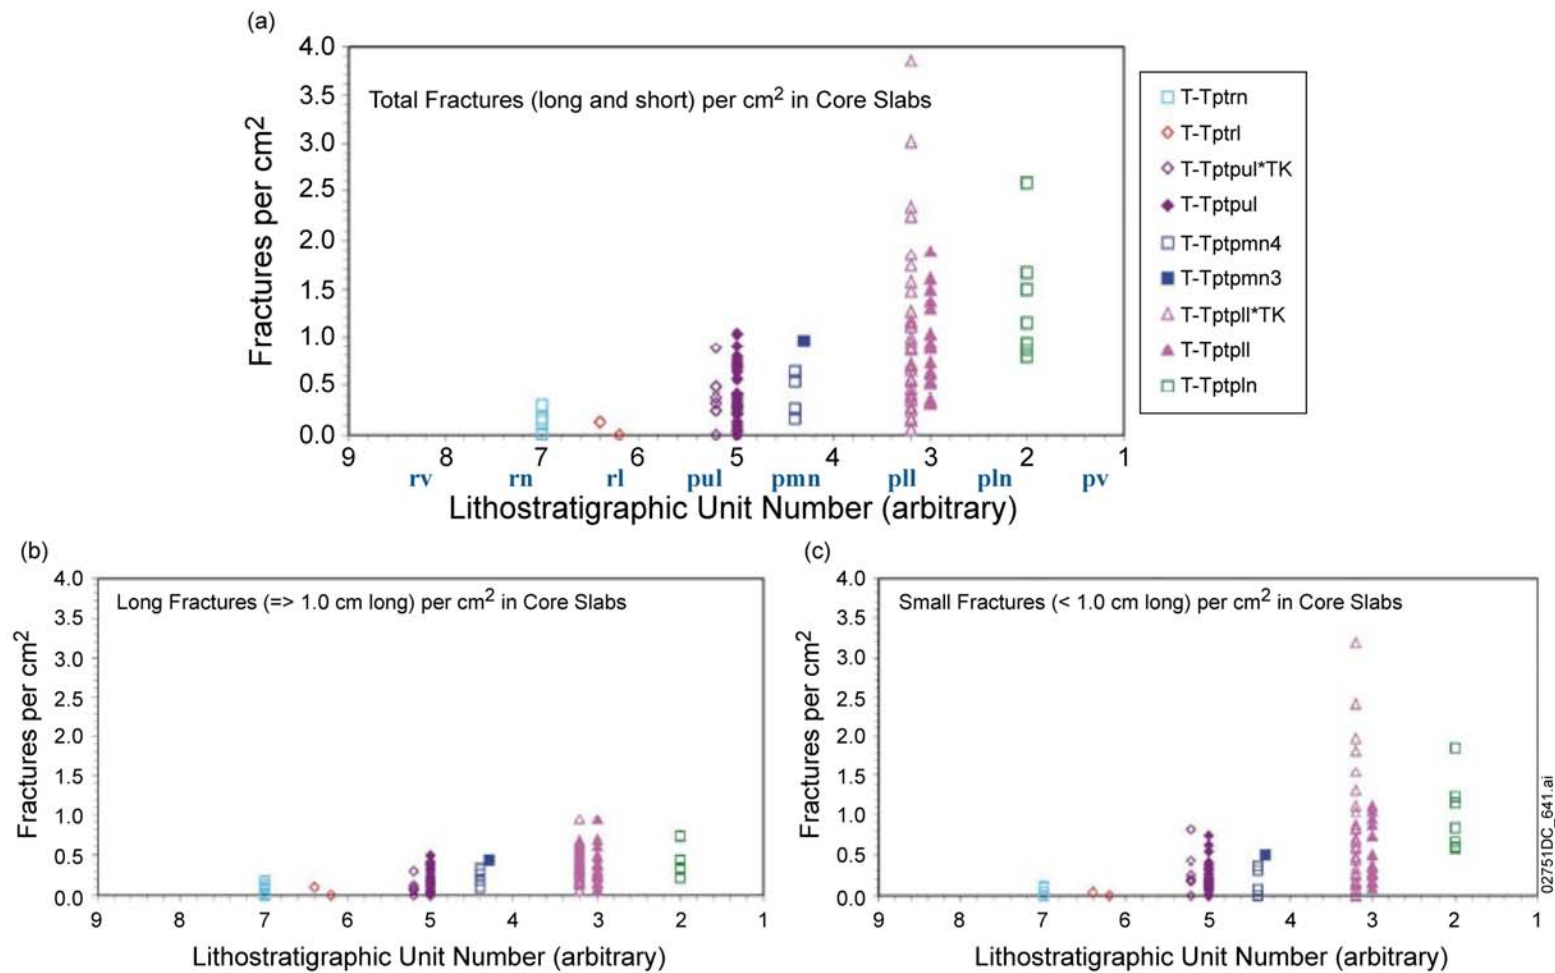 (a)
4.0
3.5
3.0
2.5
2.0
1.5
1.0
0.5
0.0
Fractures per cm2
Total Fractures (long and short) per cm2 in Core Slabs
9 8 7 6 5 4 3 2 1
rv rn rl pul pmn pll pln pv
Lithostratigraphic Unit Number (arbitrary)
T-Tptrn
T-Tptrl
T-Tptpul*TK
T-Tptpul
T-Tptpmn4
T-Tptpmn3
T-Tptpll*TK
T-Tptpll
T-Tptpln
(b)
4.0
3.5
3.0
2.5
2.0
1.5
1.0
0.5
0.0
Fractures per cm2
Long Fractures (=> 1.0 cm long) per cm2 in Core Slabs
9 8 7 6 5 4 3 2 1
Lithostratigraphic Unit Number (arbitrary)
(c)
4.0
3.5
3.0
2.5
2.0
1.5
1.0
0.5
0.0
Fractures per cm2
Small Fractures (< 1.0 cm long) per cm2 in Core Slabs
9 8 7 6 5 4 3 2 1
Lithostratigraphic Unit Number (arbitrary)
02751DC_641.ai